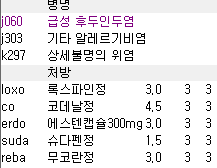 병명
j060 급성 후두인두염
j303 기타 알레르기비염
k297 상세불명의 위염
처방
loxo 록스파인정 3.0 3 3
co 코데날정 4.5 3 3
erdo 에스텐캡슐300mg 3.0 3 3
suda 슈다펜정 1.5 3 3
reba 무코란정 3.0 3 3